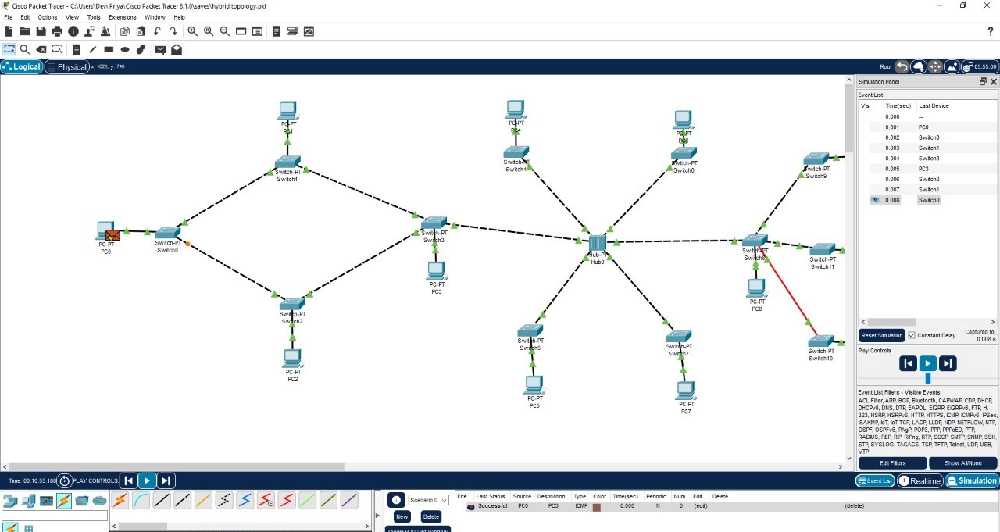 Cisco Packet Tracer - C:\Users\Devi Priya\Cisco Packet Tracer 8.1.0\saves\hybrid topology.pkt
File Edit Options View Tools Extensions Window Help
?
Logical Physical x: 1623, y: 746 Root 05:55:00
Simulation Panel
Event List
Vis. Time(sec) Last Device
0.000 --
0.001 PC0
0.002 Switch0
0.003 Switch1
0.004 Switch3
0.005 PC3
0.006 Switch3
0.007 Switch1
0.008 Switch0
Reset Simulation Constant Delay Captured to:
0.008 s
Play Controls
Event List Filters - Visible Events
ACL Filter, ARP, BGP, Bluetooth, CAPWAP, CDP, DHCP,
DHCPv6, DNS, DTP, EAPOL, EIGRP, EIGRPv6, FTP, H.
323, HSRP, HSRPv6, HTTP, HTTPS, ICMP, ICMPv6, IPSec,
ISAKMP, IoT, IoT TCP, LACP, LLDP, NDP, NETFLOW, NTP,
OSPF, OSPFv6, PAgP, POP3, PPP, PPPoED, PTP,
RADIUS, REP, RIP, RIPng, RTP, SCCP, SMTP, SNMP, SSH,
STP, SYSLOG, TACACS, TCP, TFTP, Telnet, UDP, USB,
VTP
Edit Filters Show All/None
PC-PT
PC1
PC-PT
PC4
PC-PT
PC6
Switch-PT
Switch1
Switch-PT
Switch4
Switch-PT
Switch6
Switch-PT
Switch9
PC-PT
PC0
Switch-PT
Switch0
Switch-PT
Switch3
Hub-PT
Hub0
Switch-PT
Switch8
Switch-PT
Switch11
PC-PT
PC3
PC-PT
PC8
Switch-PT
Switch2
Switch-PT
Switch5
Switch-PT
Switch7
Switch-PT
Switch10
PC-PT
PC2
PC-PT
PC5
PC-PT
PC7
Time: 00:10:55.188 PLAY CONTROLS: Event List Realtime Simulation
Scenario 0
New Delete
Toggle PDU List Window
Fire Last Status Source Destination Type Color Time(sec) Periodic Num Edit Delete
Successful PC0 PC3 ICMP 0.000 N 0 (edit) (delete)